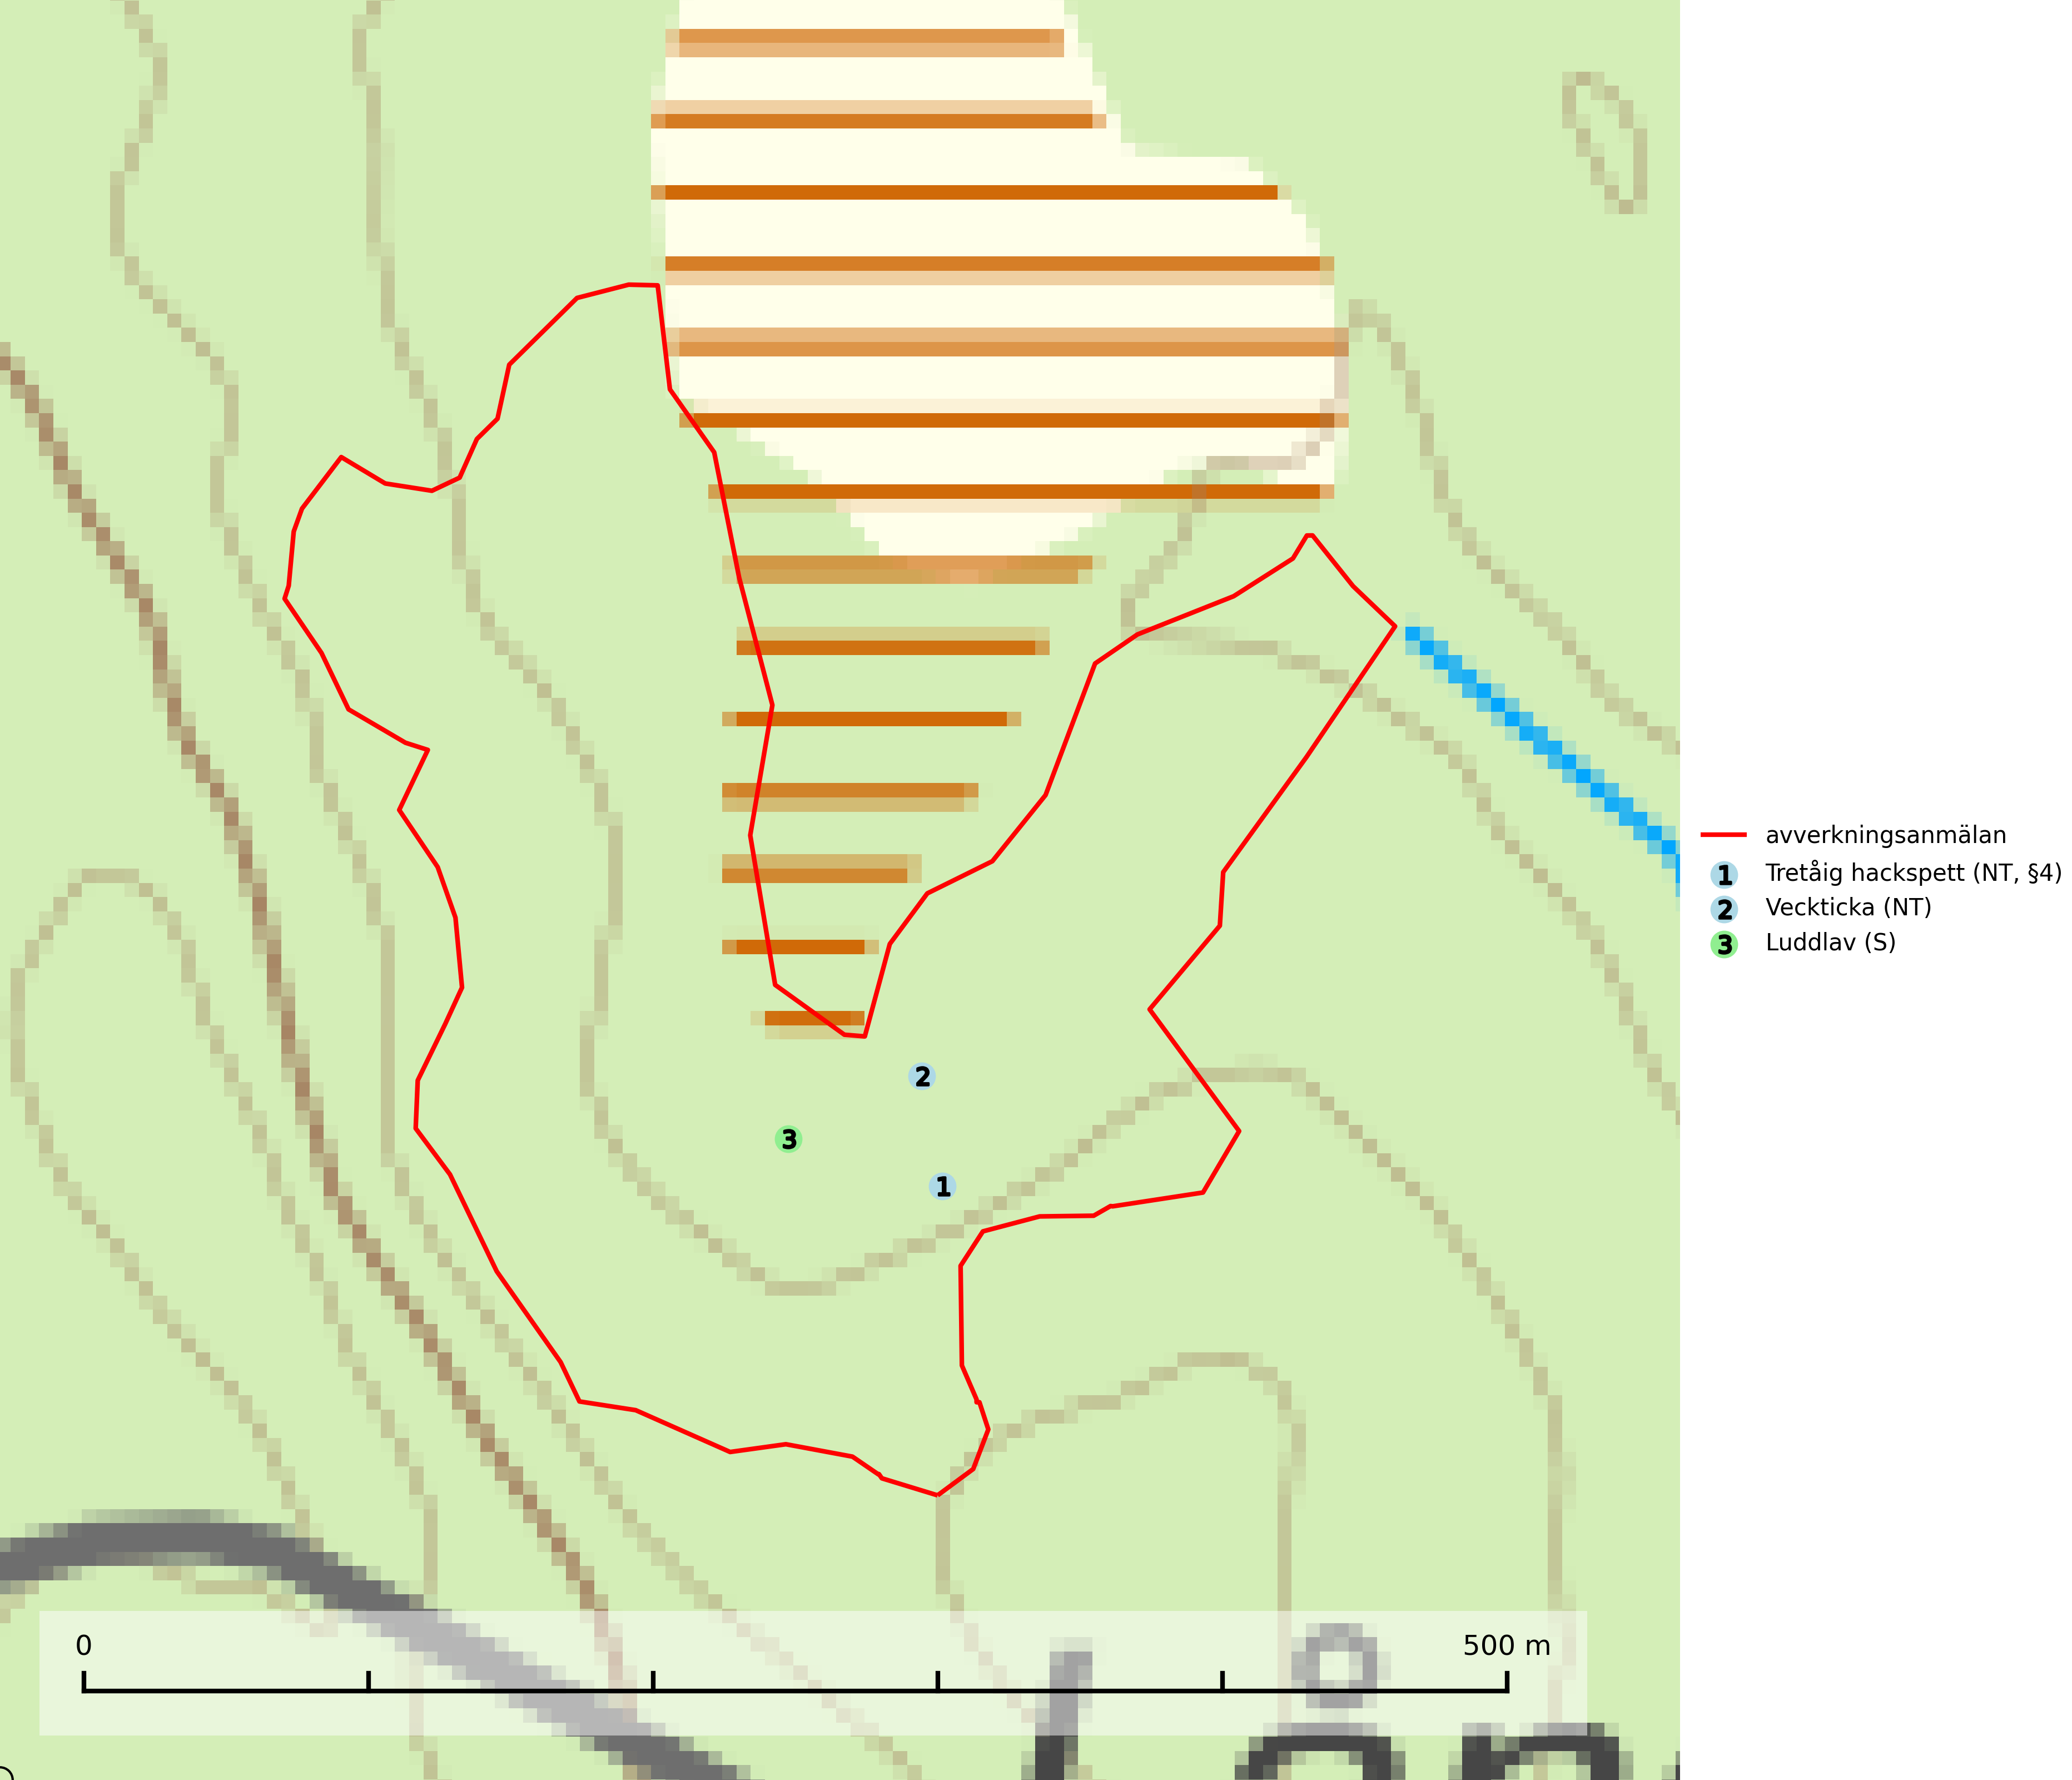 avverkningsanmälan
1 Tretåig hackspett (NT, §4)
2 Veckticka (NT)
3 Luddlav (S)
2
3
1
0 500 m